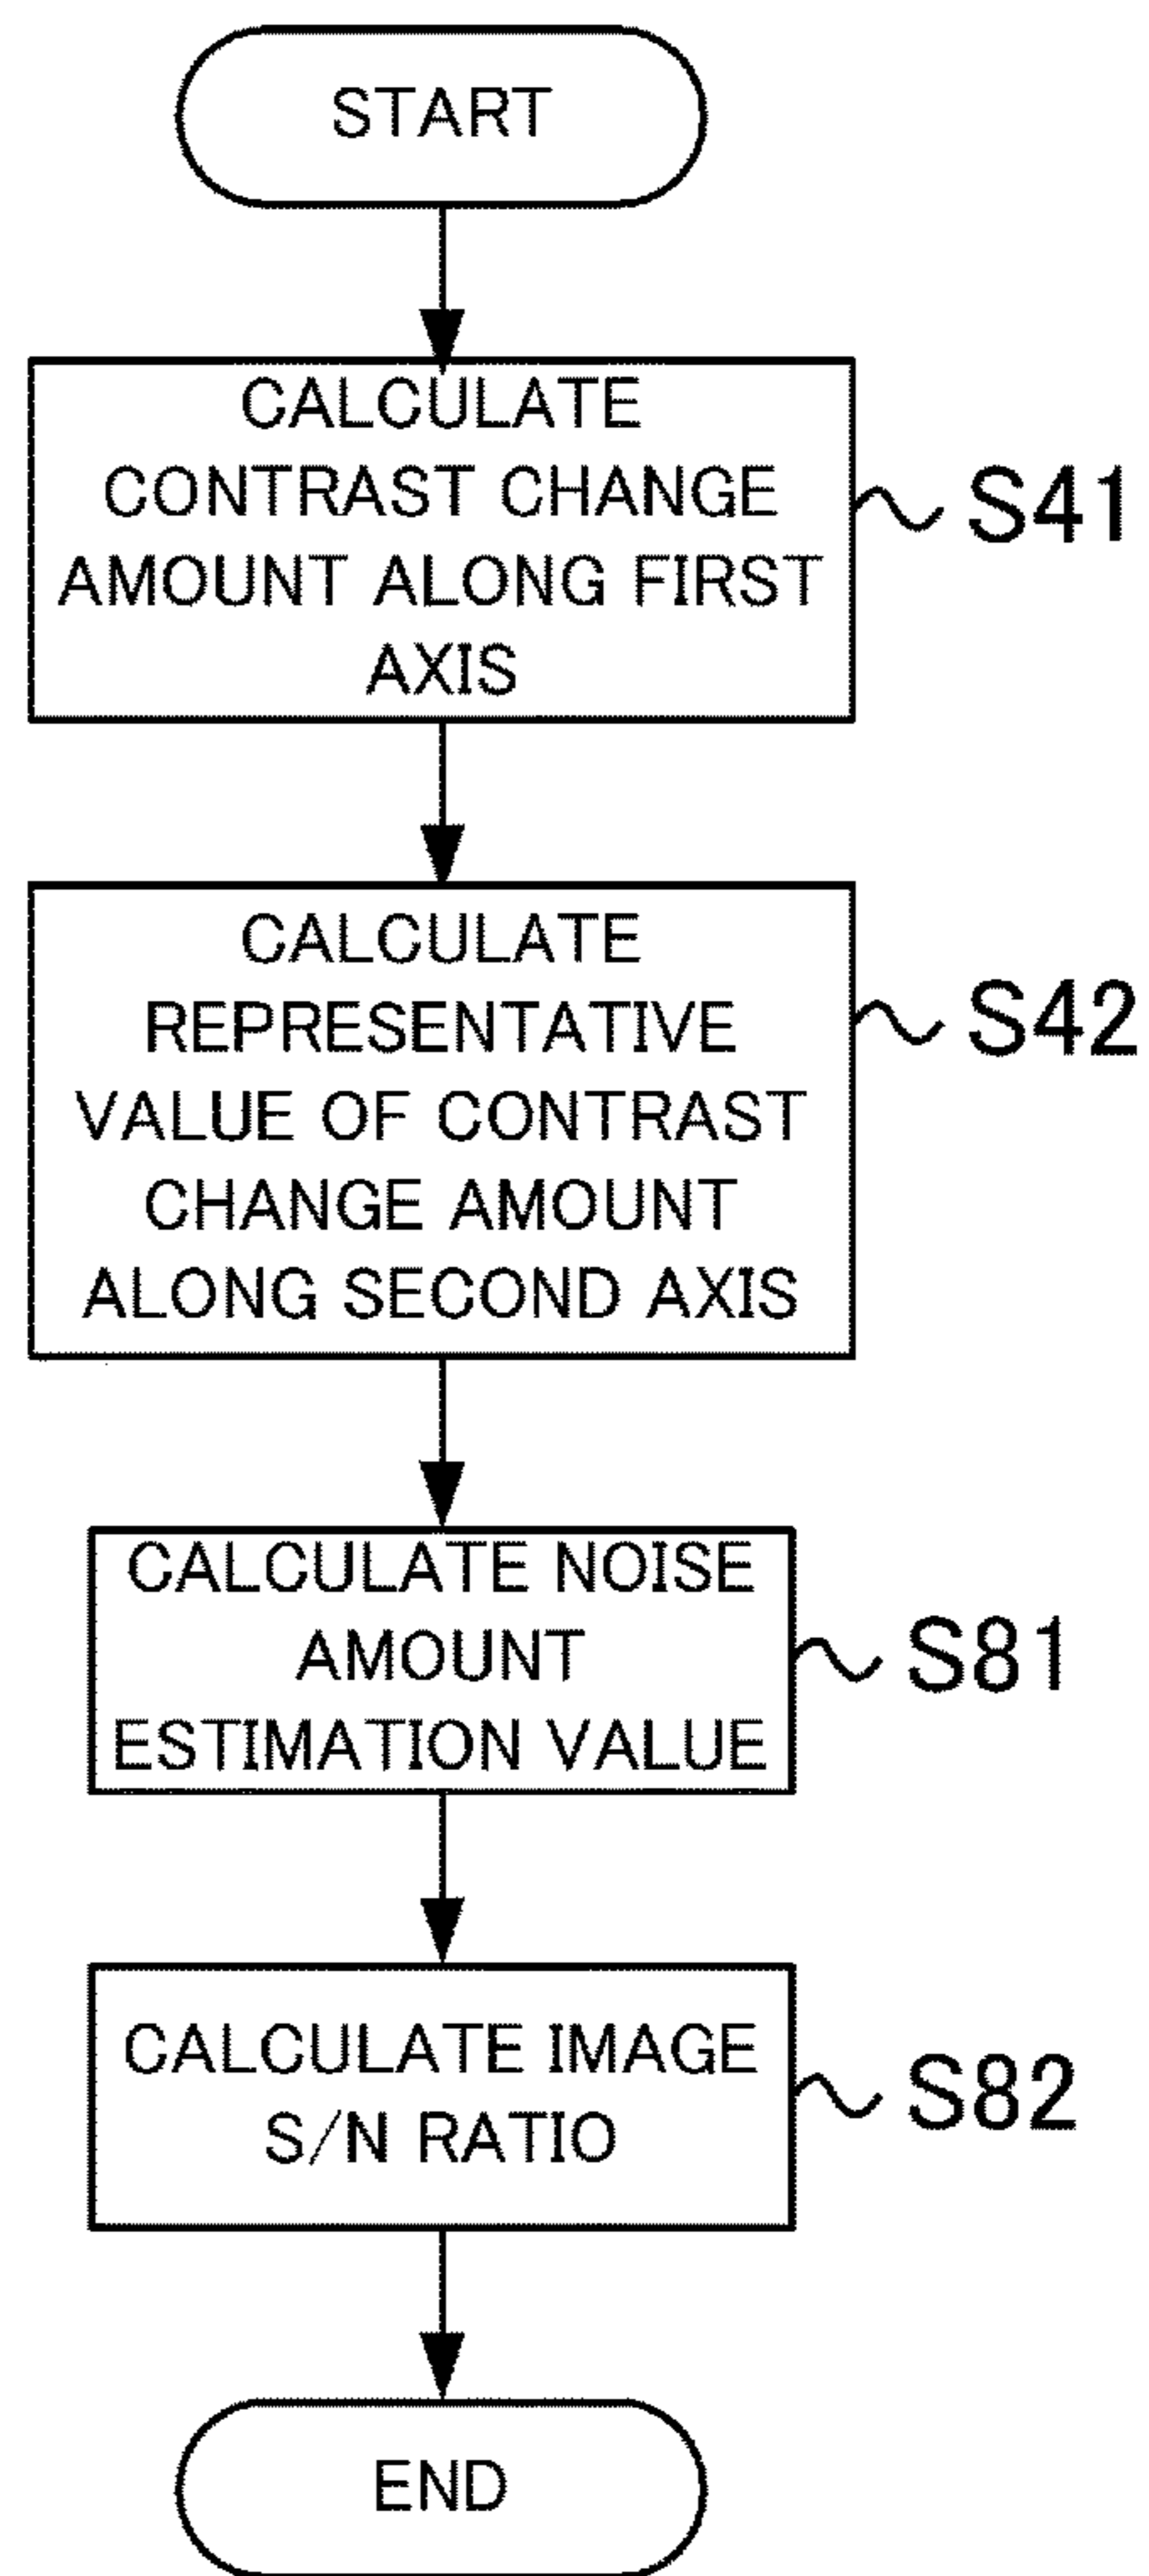 START
CALCULATE
CONTRAST CHANGE
AMOUNT ALONG FIRST
AXIS
S41
CALCULATE
REPRESENTATIVE
VALUE OF CONTRAST
CHANGE AMOUNT
ALONG SECOND AXIS
S42
CALCULATE NOISE
AMOUNT
ESTIMATION VALUE
S81
CALCULATE IMAGE
S/N RATIO
S82
END